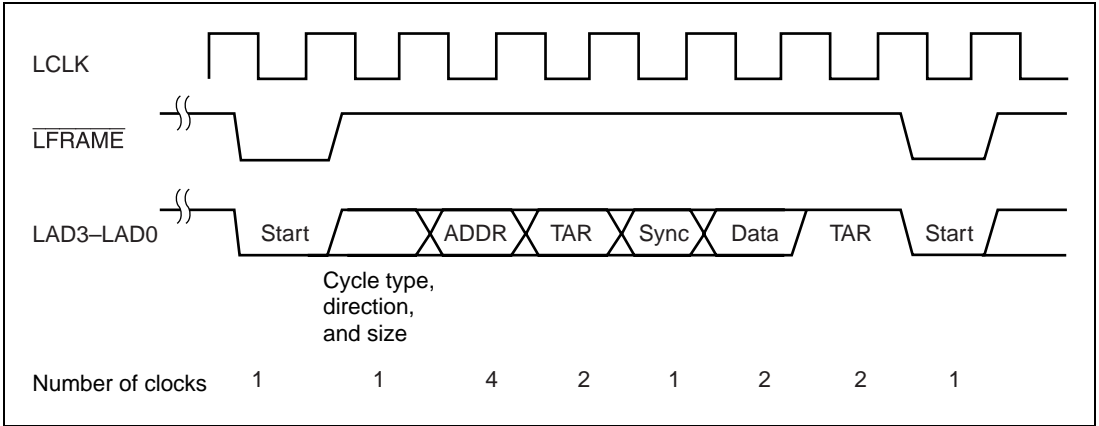 LCLK
LFRAME
LAD3–LAD0 Start ADDR TAR Sync Data TAR Start
Cycle type,
direction,
and size
Number of clocks 1 1 4 2 1 2 2 1